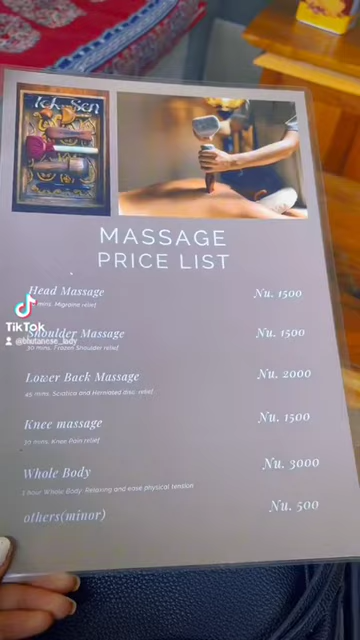 Tok Sen
MASSAGE
PRICE LIST
Head Massage Nu. 1500
mins. Migraine relief
TikTok
@bhutanese_lady
Shoulder Massage Nu. 1500
30 mins. Frozen Shoulder relief
Lower Back Massage Nu. 2000
45 mins. Sciatica and Herniated disc relief
Knee massage Nu. 1500
30 mins. Knee Pain relief
Whole Body Nu. 3000
1 hour Whole Body. Relaxing and ease physical tension
others(minor) Nu. 500